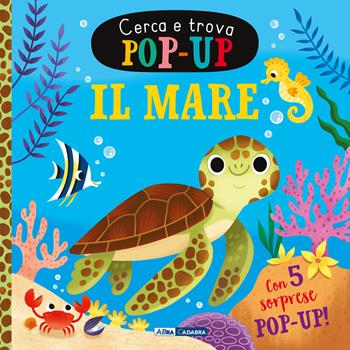 Cerca e trova
POP-UP
IL MARE
Con 5
sorprese
POP-UP!
ABRA CADABRA